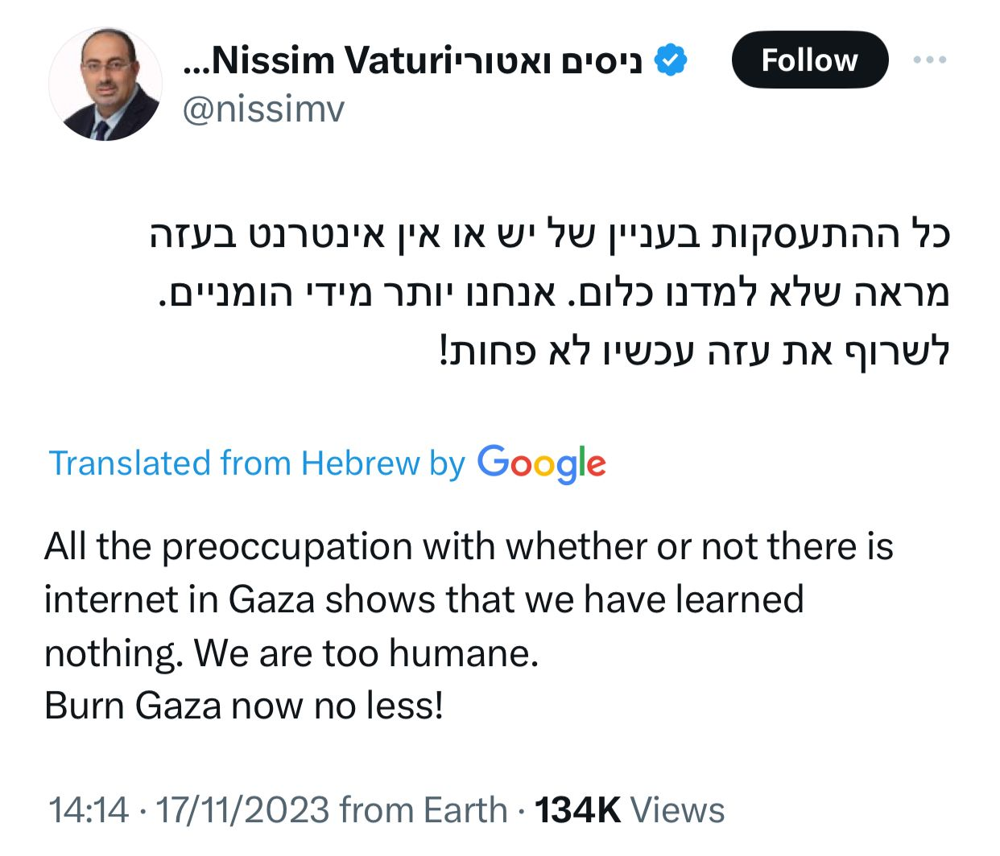 ניסים ואטוריNissim Vaturi...
Follow
@nissimv
כל ההתעסקות בעניין של יש או אין אינטרנט בעזה
מראה שלא למדנו כלום. אנחנו יותר מידי הומניים.
לשרוף את עזה עכשיו לא פחות!
Translated from Hebrew by Google
All the preoccupation with whether or not there is
internet in Gaza shows that we have learned
nothing. We are too humane.
Burn Gaza now no less!
14:14 · 17/11/2023 from Earth · 134K Views